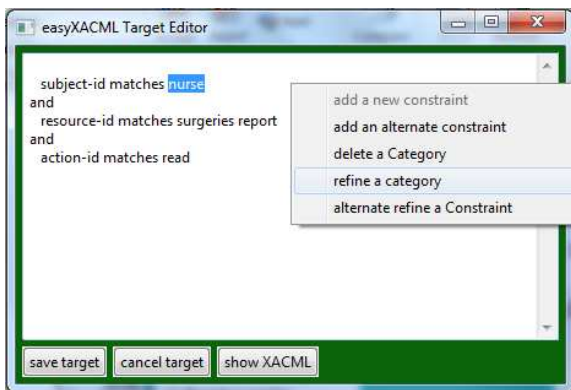 easyXACML Target Editor
subject-id matches nurse
and
resource-id matches surgeries report
and
action-id matches read
add a new constraint
add an alternate constraint
delete a Category
refine a category
alternate refine a Constraint
save target
cancel target
show XACML